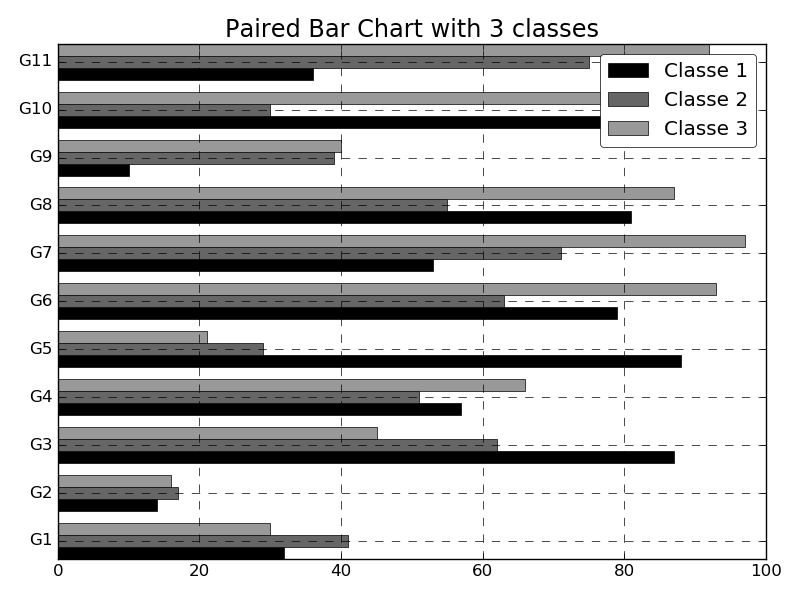 Paired Bar Chart with 3 classes
G11
G10
G9
G8
G7
G6
G5
G4
G3
G2
G1
Classe 1
Classe 2
Classe 3
0 20 40 60 80 100